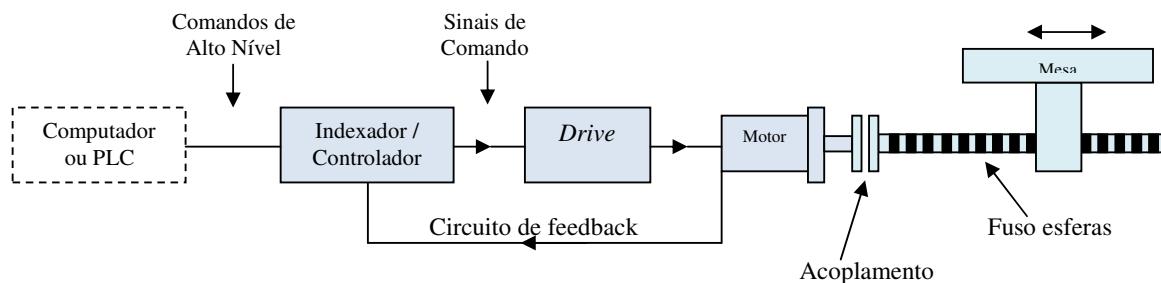 Comandos de
Alto Nível
Sinais de
Comando
Mesa
Computador
ou PLC
Indexador /
Controlador
Drive
Motor
Circuito de feedback
Fuso esferas
Acoplamento